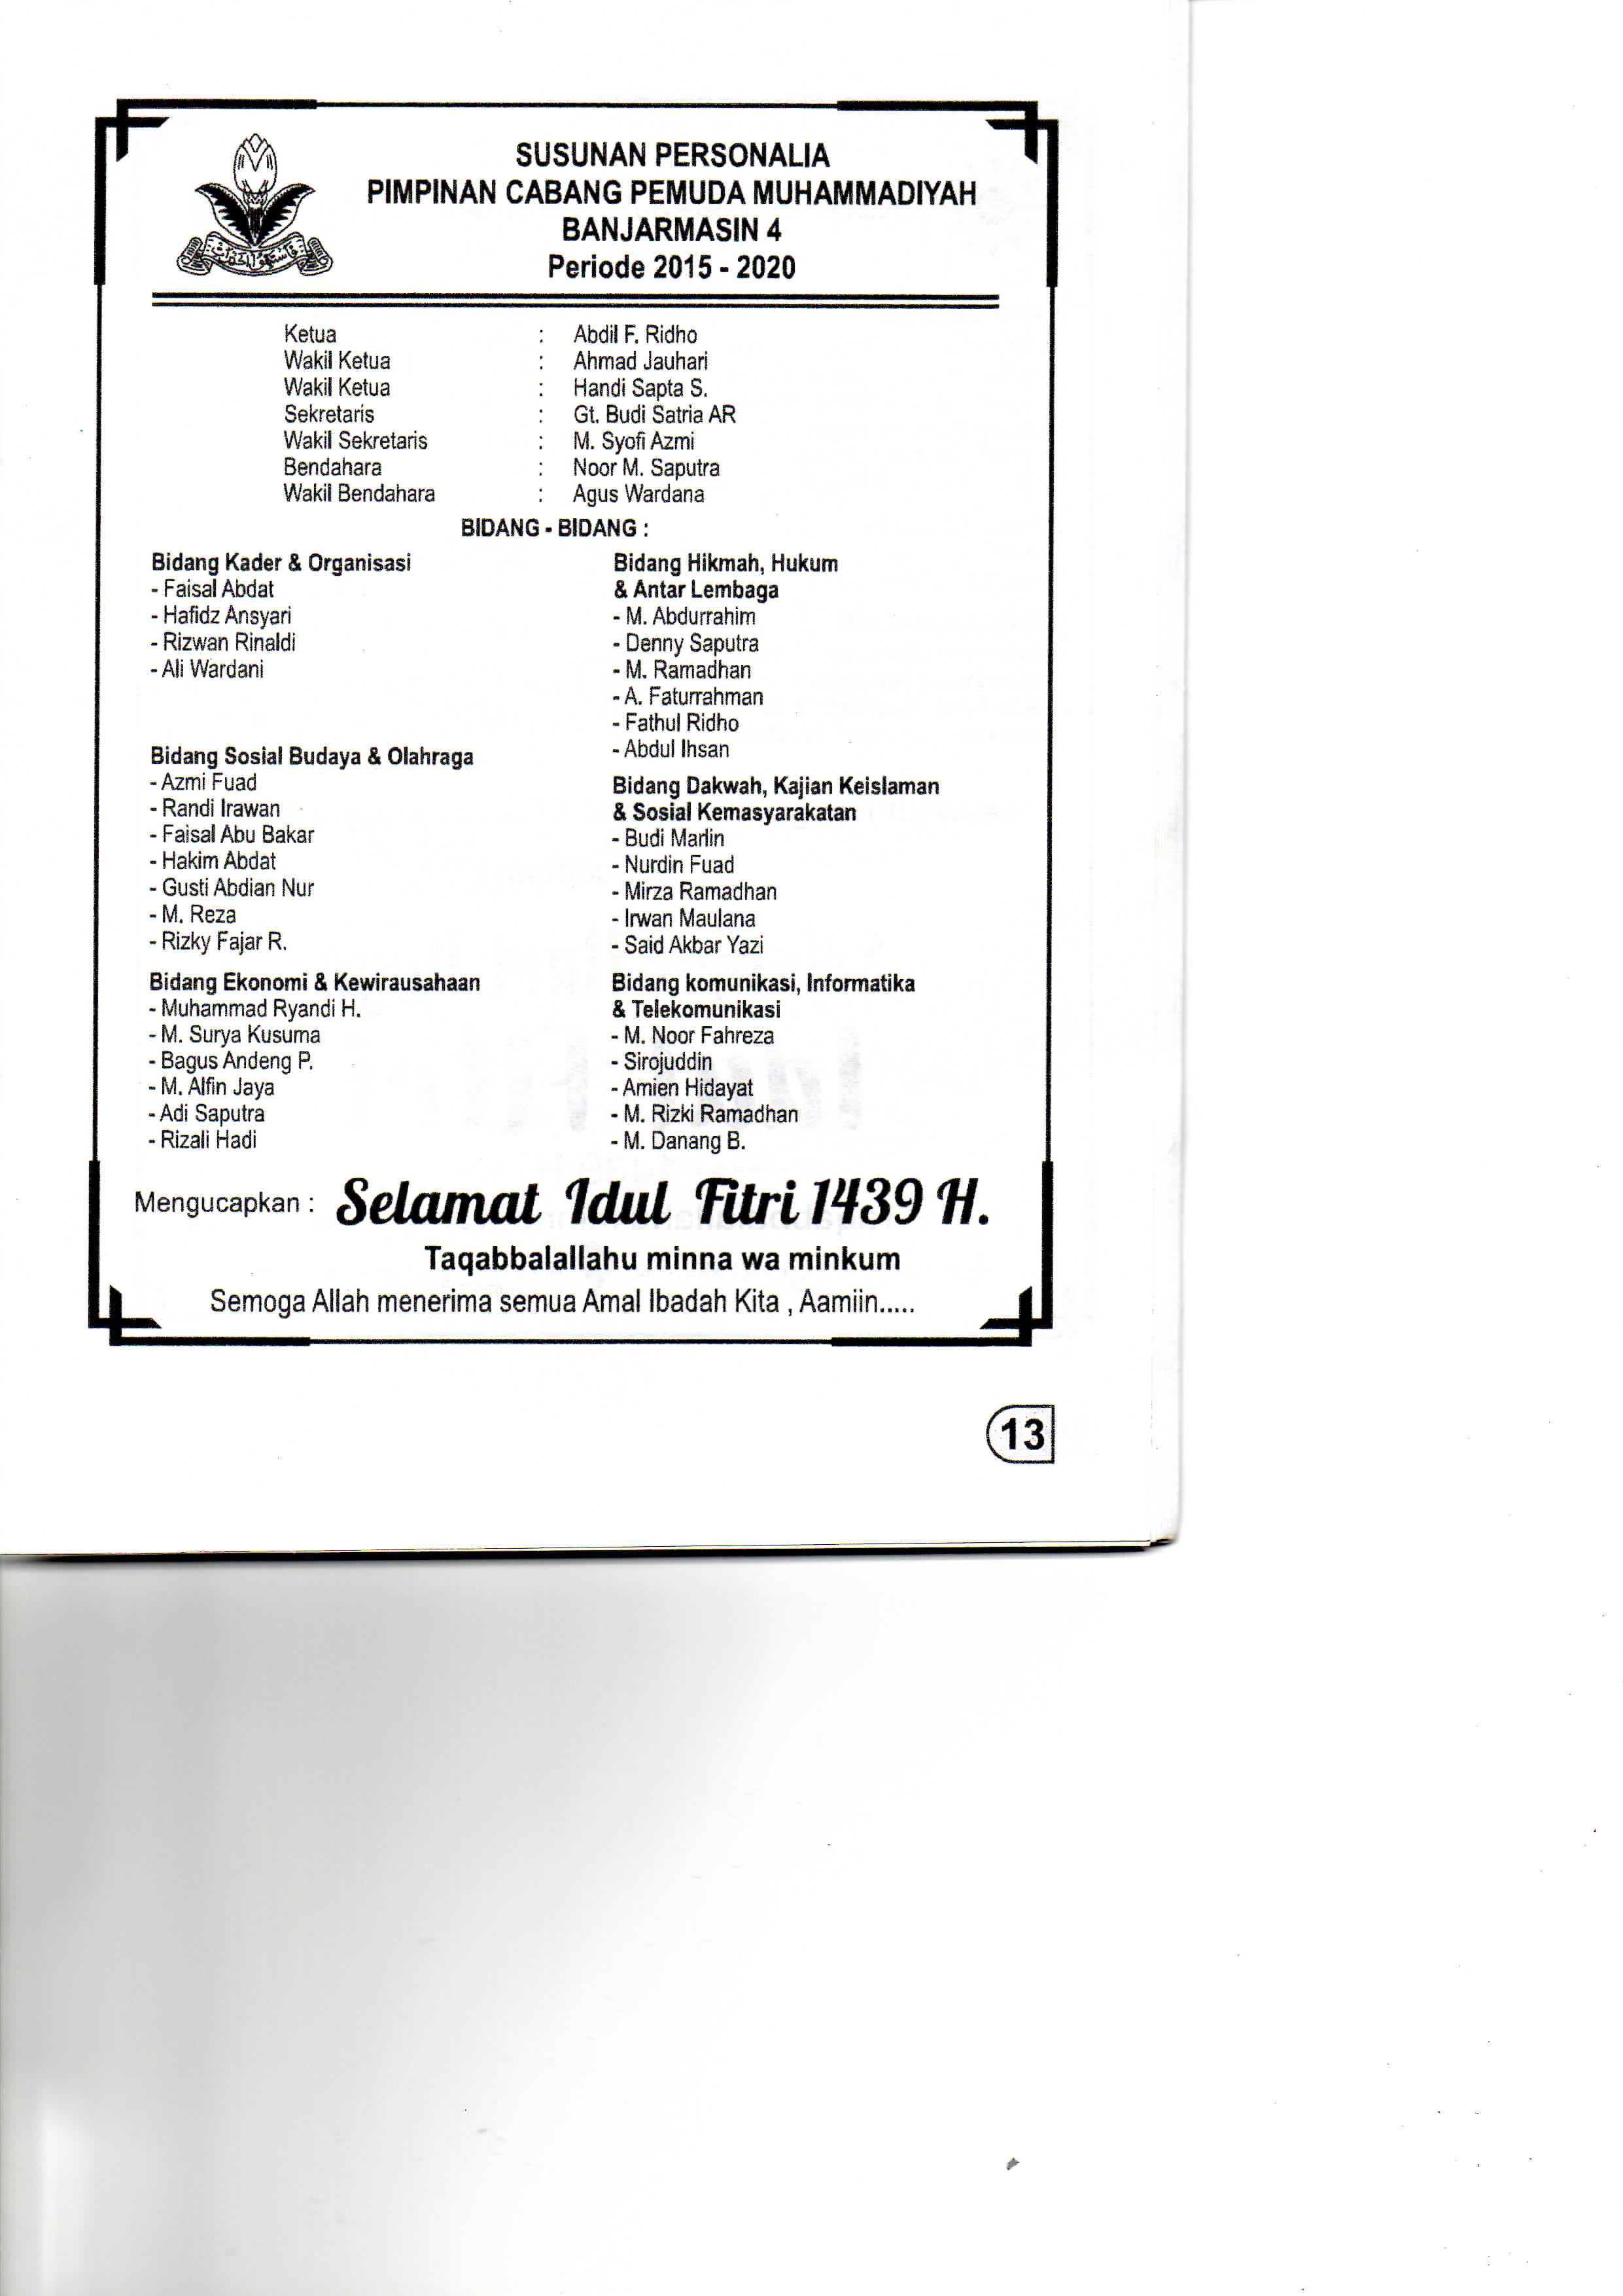 SUSUNAN PERSONALIA
PIMPINAN CABANG PEMUDA MUHAMMADIYAH
BANJARMASIN 4
Periode 2015 - 2020
Ketua : Abdil F. Ridho
Wakil Ketua : Ahmad Jauhari
Wakil Ketua : Handi Sapta S.
Sekretaris : Gt. Budi Satria AR
Wakil Sekretaris : M. Syofi Azmi
Bendahara : Noor M. Saputra
Wakil Bendahara : Agus Wardana
BIDANG - BIDANG :
Bidang Kader & Organisasi
- Faisal Abdat
- Hafidz Ansyari
- Rizwan Rinaldi
- Ali Wardani
Bidang Sosial Budaya & Olahraga
- Azmi Fuad
- Randi Irawan
- Faisal Abu Bakar
- Hakim Abdat
- Gusti Abdian Nur
- M. Reza
- Rizky Fajar R.
Bidang Ekonomi & Kewirausahaan
- Muhammad Ryandi H.
- M. Surya Kusuma
- Bagus Andeng P.
- M. Alfin Jaya
- Adi Saputra
- Rizali Hadi
Bidang Hikmah, Hukum
& Antar Lembaga
- M. Abdurrahim
- Denny Saputra
- M. Ramadhan
- A. Faturrahman
- Fathul Ridho
- Abdul Ihsan
Bidang Dakwah, Kajian Keislaman
& Sosial Kemasyarakatan
- Budi Marlin
- Nurdin Fuad
- Mirza Ramadhan
- Irwan Maulana
- Said Akbar Yazi
Bidang komunikasi, Informatika
& Telekomunikasi
- M. Noor Fahreza
- Sirojuddin
- Amien Hidayat
- M. Rizki Ramadhan
- M. Danang B.
Mengucapkan : Selamat Idul Fitri 1439 H.
Taqabbalallahu minna wa minkum
Semoga Allah menerima semua Amal Ibadah Kita , Aamiin.....
13